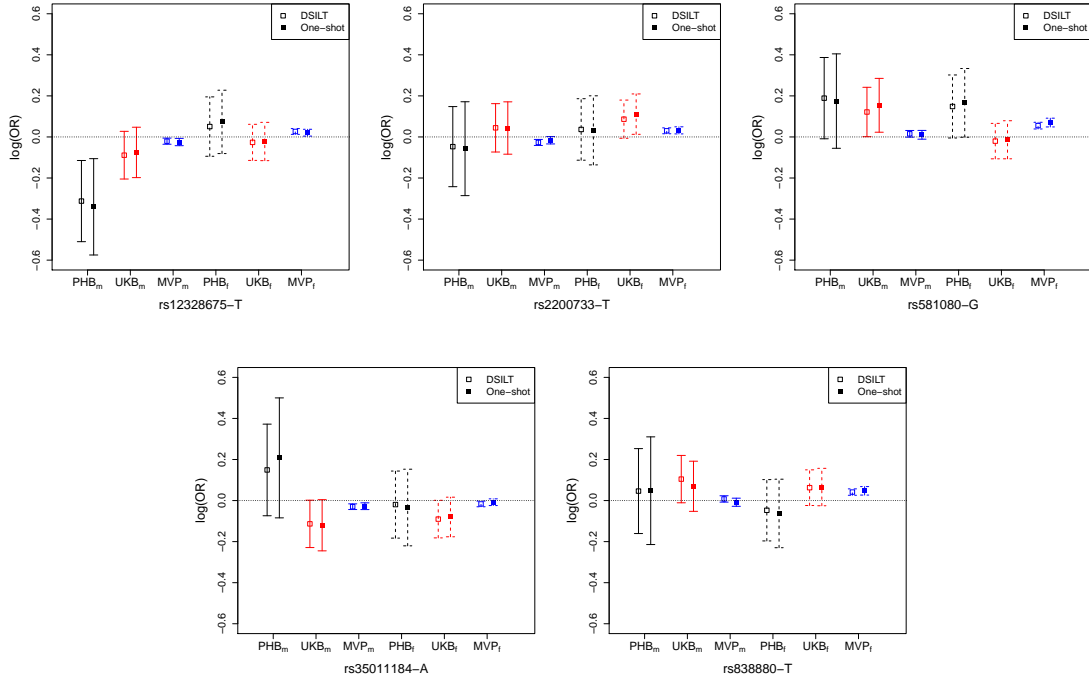 DSILT
One−shot
log(OR)
0.6
0.4
0.2
0.0
−0.2
−0.4
−0.6
PHBm UKBm MVPm PHBf UKBf MVPf
rs12328675−T
DSILT
One−shot
log(OR)
0.6
0.4
0.2
0.0
−0.2
−0.4
−0.6
PHBm UKBm MVPm PHBf UKBf MVPf
rs2200733−T
DSILT
One−shot
log(OR)
0.6
0.4
0.2
0.0
−0.2
−0.4
−0.6
PHBm UKBm MVPm PHBf UKBf MVPf
rs581080−G
DSILT
One−shot
log(OR)
0.6
0.4
0.2
0.0
−0.2
−0.4
−0.6
PHBm UKBm MVPm PHBf UKBf MVPf
rs35011184−A
DSILT
One−shot
log(OR)
0.6
0.4
0.2
0.0
−0.2
−0.4
−0.6
PHBm UKBm MVPm PHBf UKBf MVPf
rs838880−T